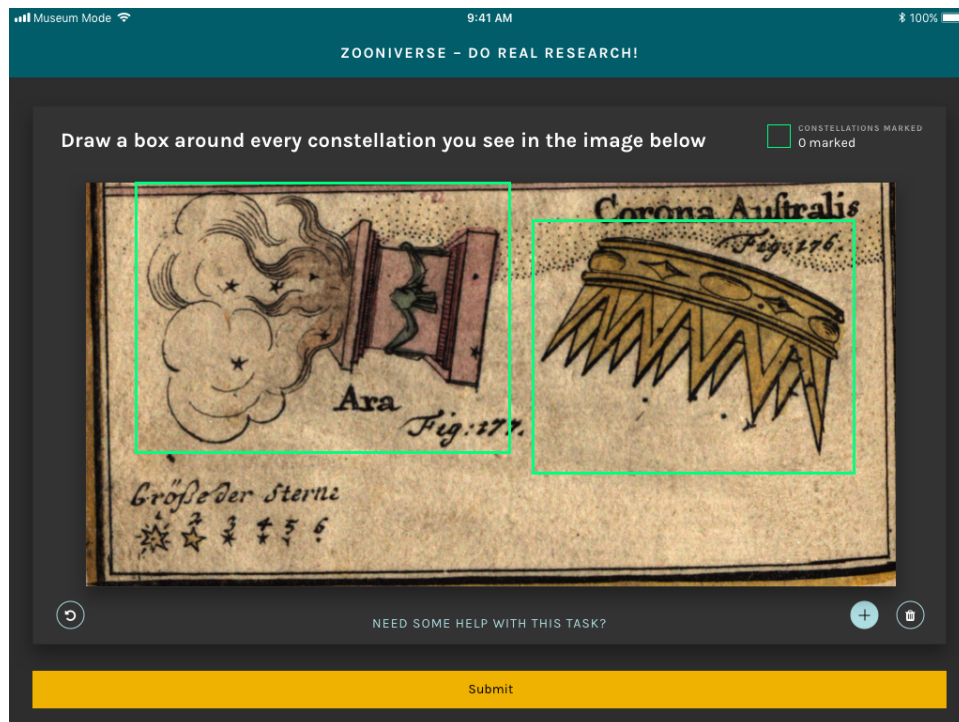 Museum Mode 9:41 AM 100%
ZOONIVERSE – DO REAL RESEARCH!
Draw a box around every constellation you see in the image below
CONSTELLATIONS MARKED
0 marked
Corona Auſtralis
Fig: 176.
Ara
Fig: 177.
Größe der Sterne
1 2 3 4 5 6
NEED SOME HELP WITH THIS TASK?
Submit